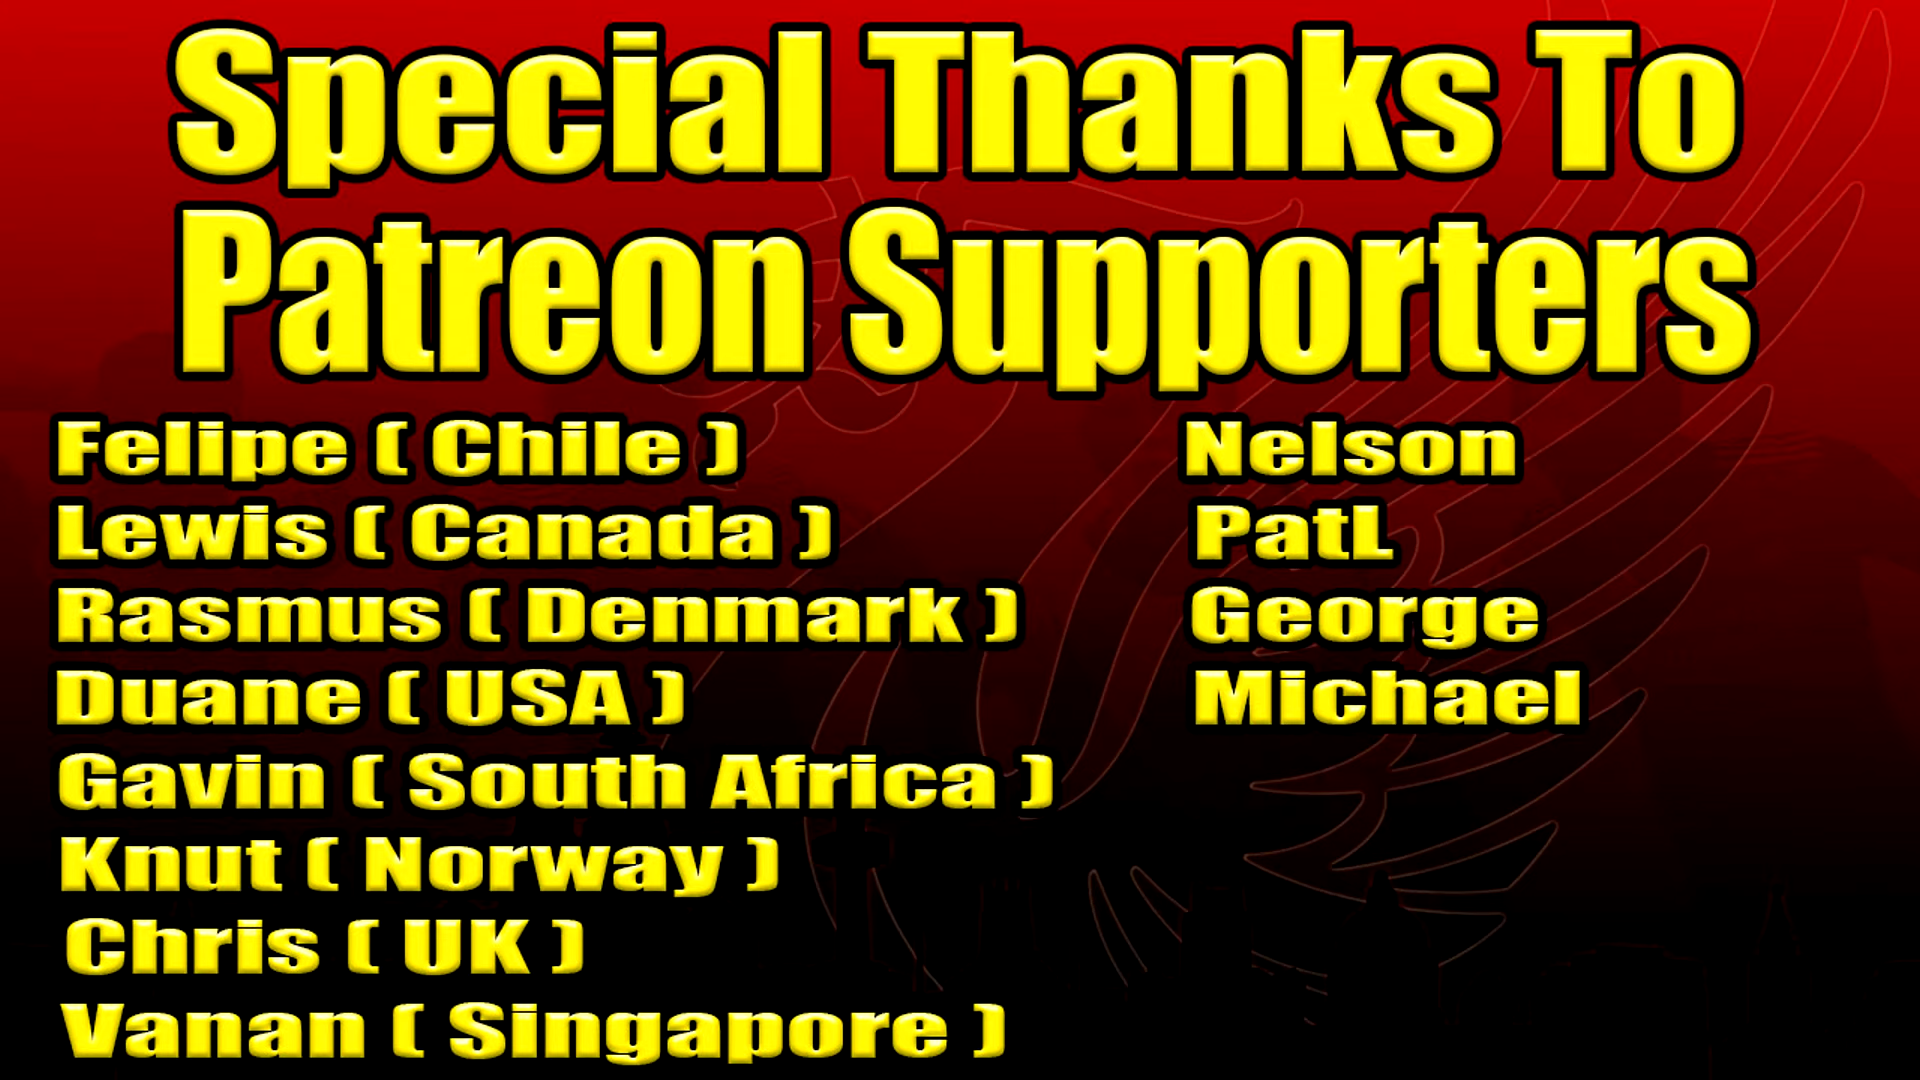 Special Thanks To
Patreon Supporters
Felipe ( Chile )
Lewis ( Canada )
Rasmus ( Denmark )
Duane ( USA )
Gavin ( South Africa )
Knut ( Norway )
Chris ( UK )
Vanan ( Singapore )
Nelson
PatL
George
Michael